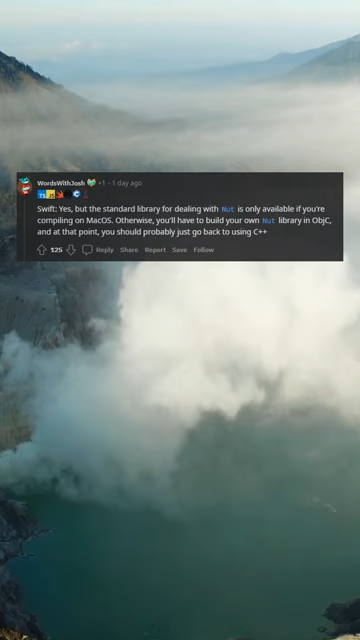 WordsWithJosh +1 · 1 day ago
TS JS C
Swift: Yes, but the standard library for dealing with Nut is only available if you're
compiling on MacOS. Otherwise, you'll have to build your own Nut library in ObjC,
and at that point, you should probably just go back to using C++
125 Reply Share Report Save Follow